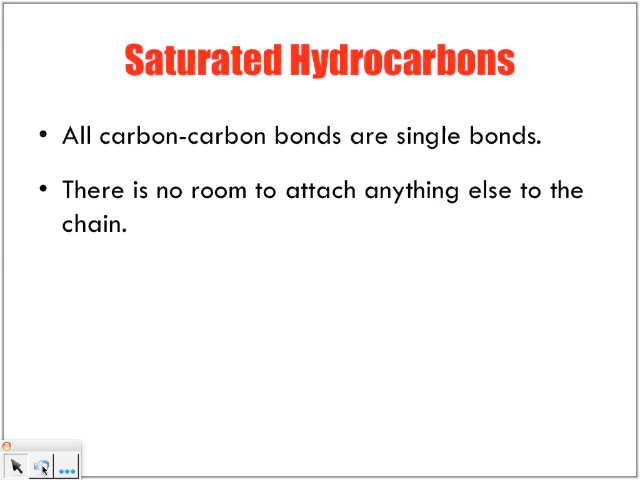 Saturated Hydrocarbons
• All carbon-carbon bonds are single bonds.
• There is no room to attach anything else to the
chain.